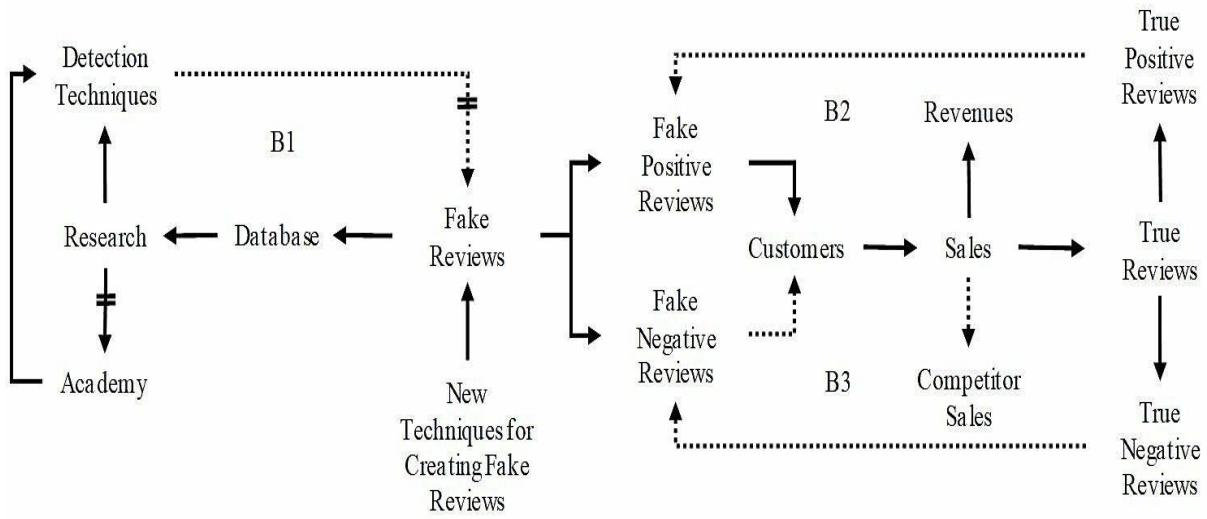 Detection
Techniques
B1
Research
Database
Fake
Reviews
Academy
New
Techniques for
Creating Fake
Reviews
Fake
Positive
Reviews
B2
Revenues
Customers
Sales
Fake
Negative
Reviews
B3
Competitor
Sales
True
Positive
Reviews
True
Reviews
True
Negative
Reviews